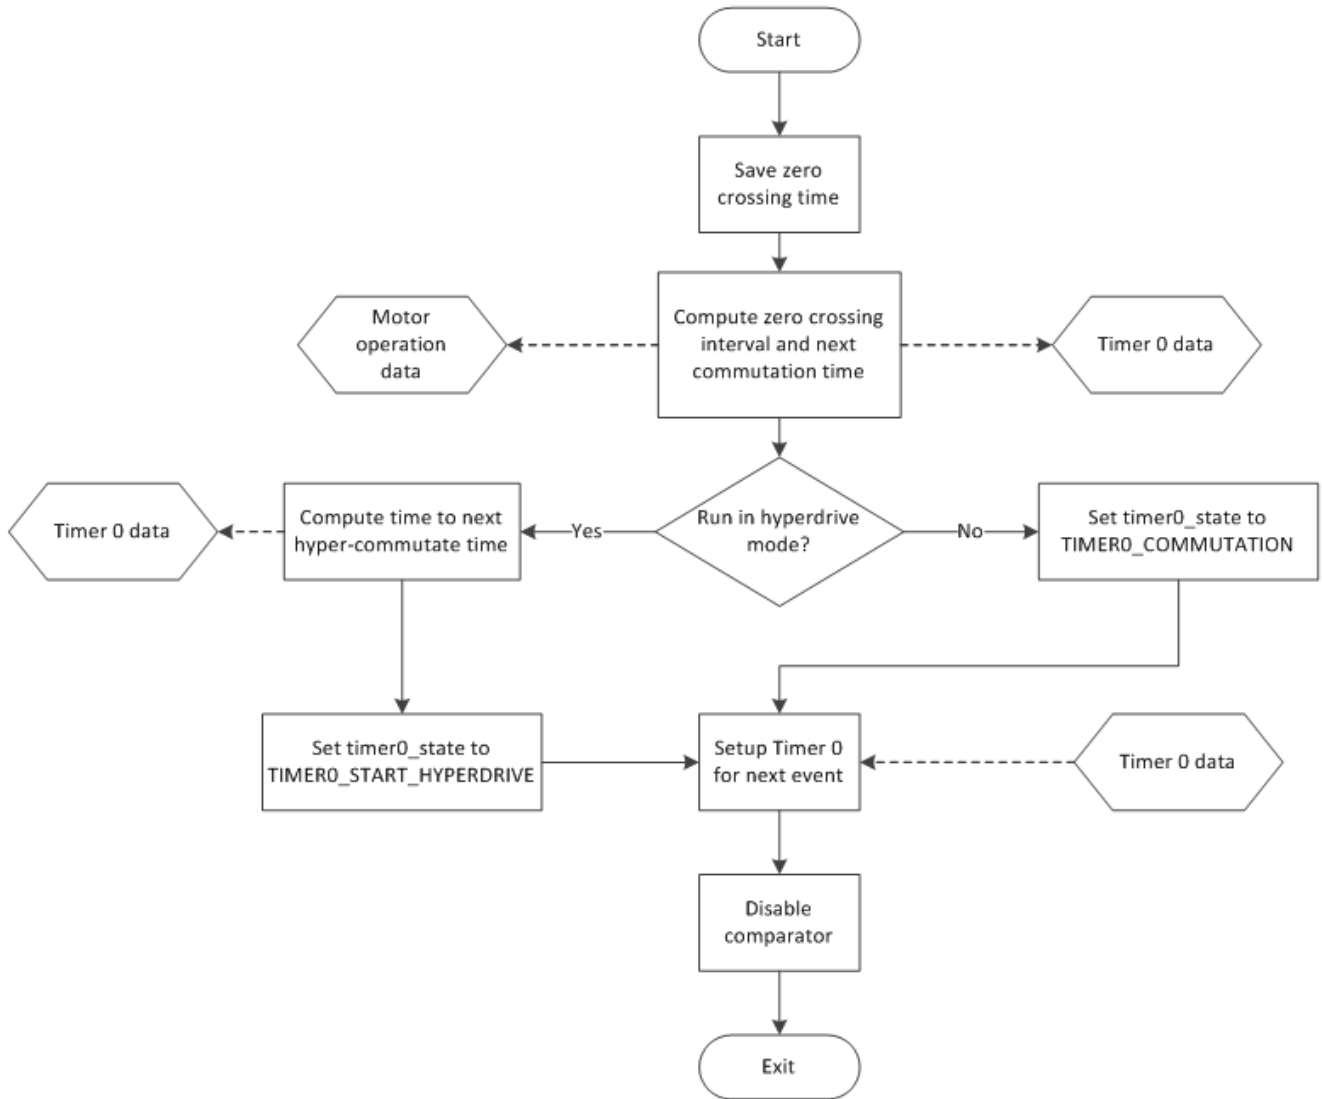 Start
Save zero
crossing time
Motor
operation
data
Compute zero crossing
interval and next
commutation time
Timer 0 data
Timer 0 data
Compute time to next
hyper-commutate time
Yes
Run in hyperdrive
mode?
No
Set timer0_state to
TIMER0_COMMUTATION
Set timer0_state to
TIMER0_START_HYPERDRIVE
Setup Timer 0
for next event
Timer 0 data
Disable
comparator
Exit